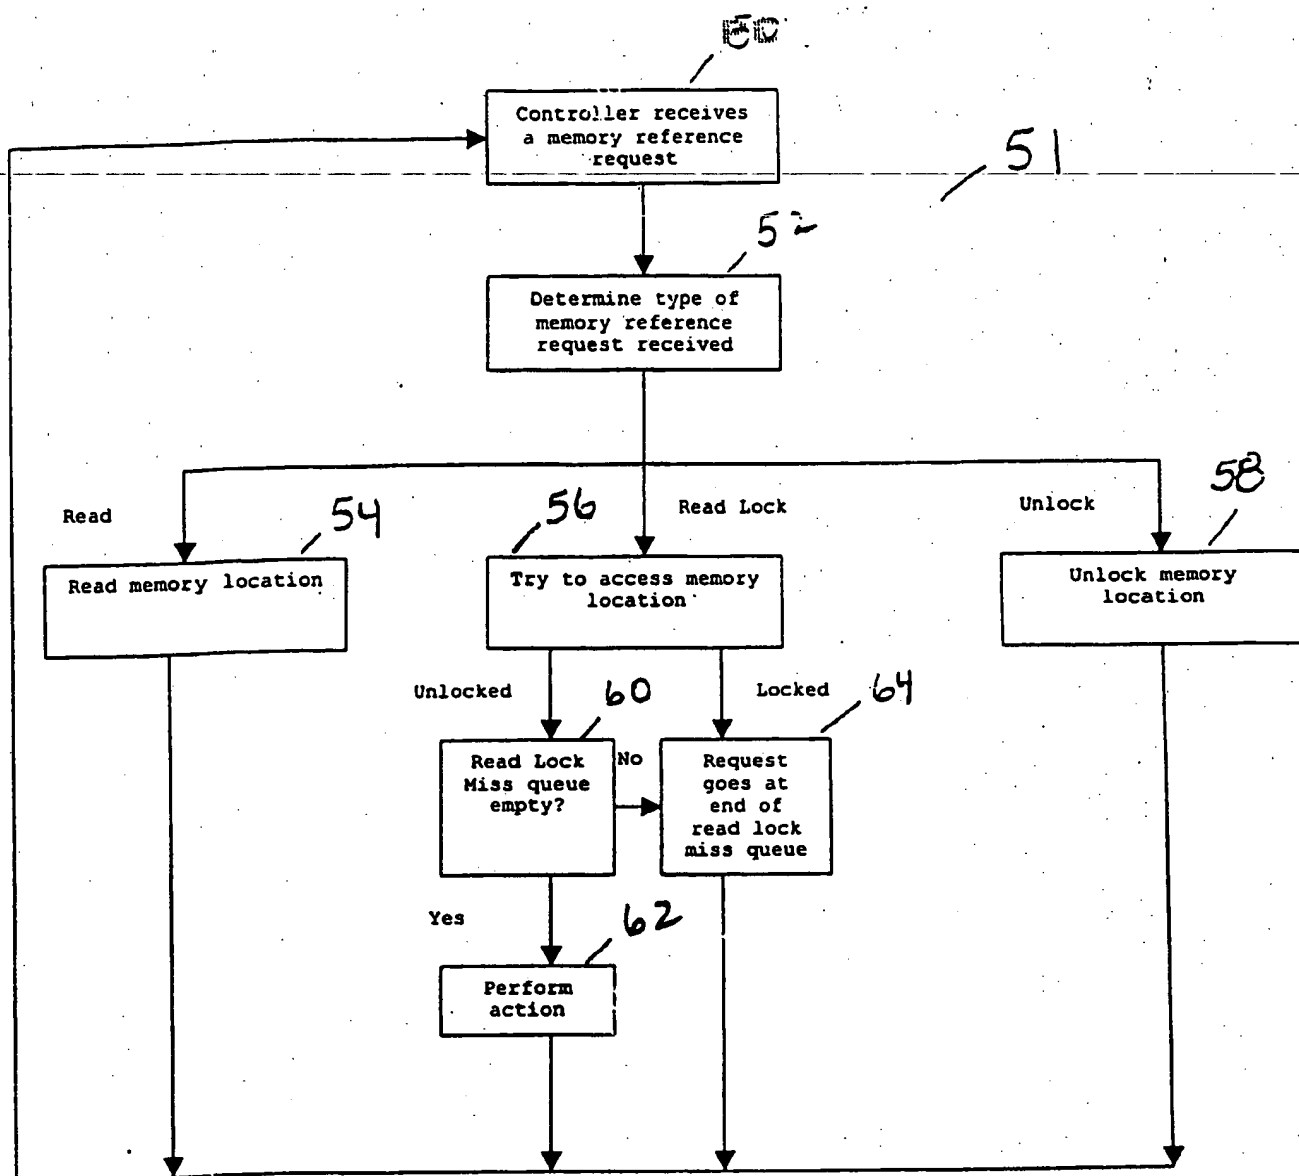 Controller receives
a memory reference
request
51
52
Determine type of
memory reference
request received
Read
54
56
Read Lock
Unlock
58
Read memory location
Try to access memory
location
Unlock memory
location
Unlocked
60
Locked
64
Read Lock
Miss queue
empty?
No
Request
goes at
end of
read lock
miss queue
Yes
62
Perform
action